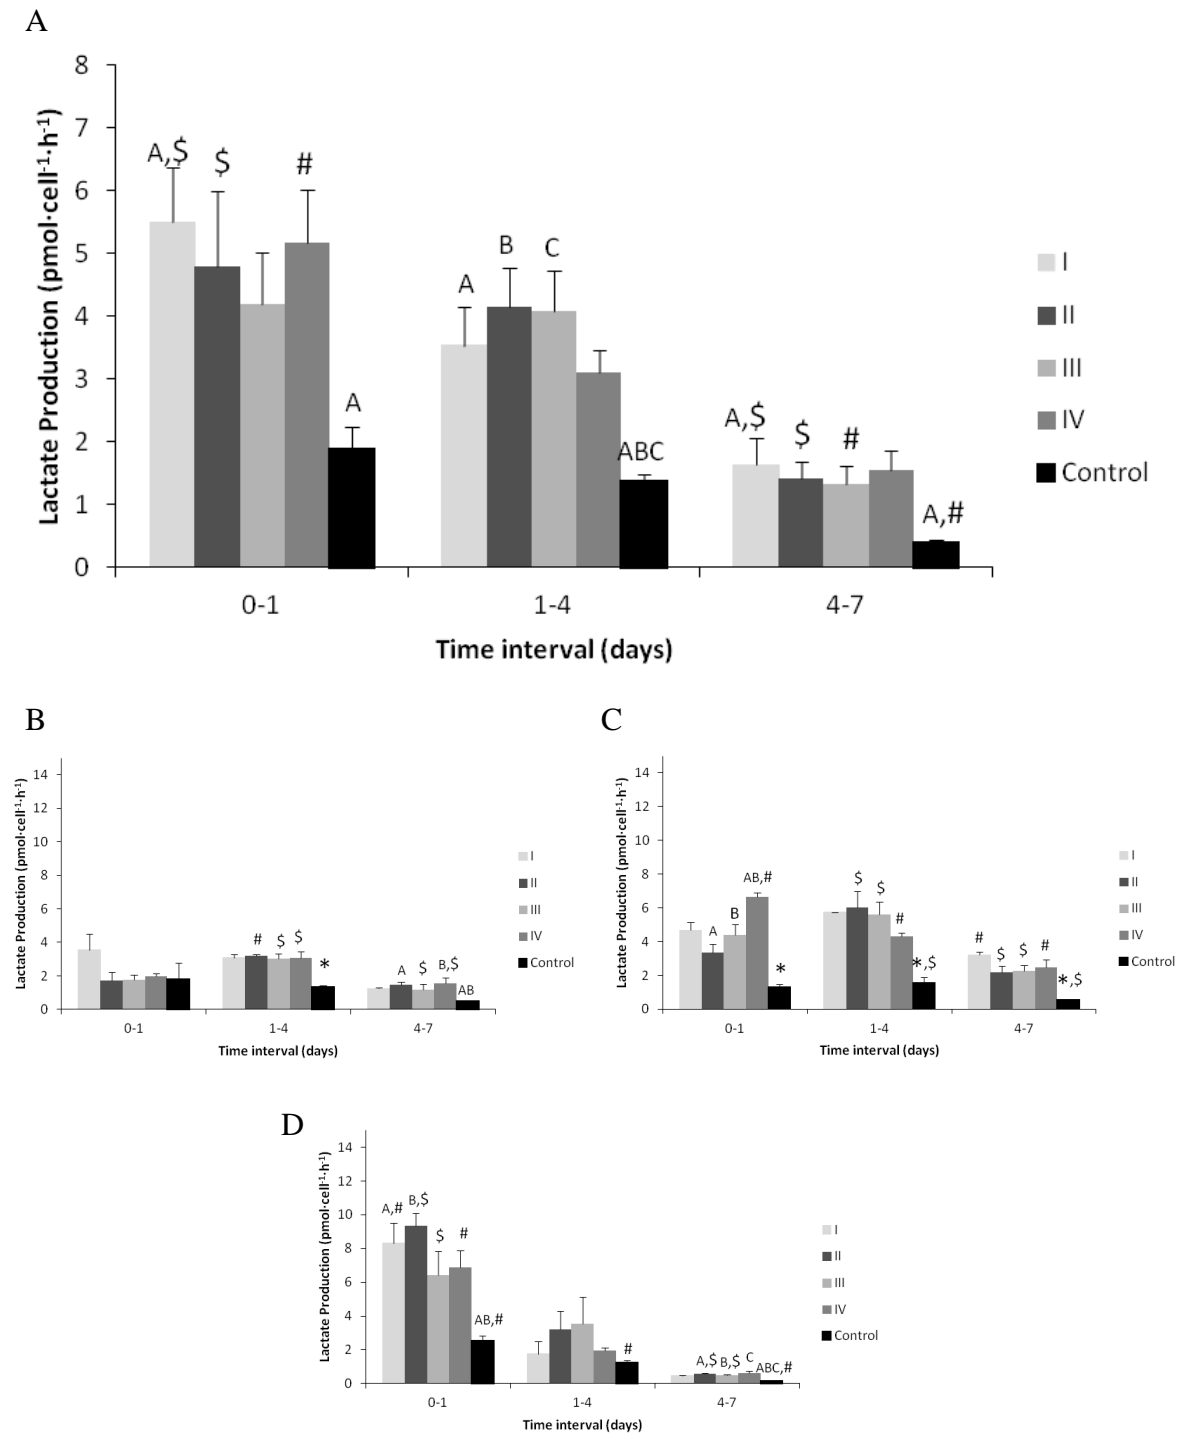 A
8
7
6
5
4
3
2
1
0
Lactate Production (pmol·cell⁻¹·h⁻¹)
A,$
$
#
A
A
B
C
ABC
A,$
$
#
A,#
0-1
1-4
4-7
Time interval (days)
I
II
III
IV
Control
B
14
12
10
8
6
4
2
0
Lactate Production (pmol·cell⁻¹·h⁻¹)
#
$
$
*
A
$
B,$
AB
0-1
1-4
4-7
Time interval (days)
I
II
III
IV
Control
C
14
12
10
8
6
4
2
0
Lactate Production (pmol·cell⁻¹·h⁻¹)
A
B
AB,#
*
$
$
#
*,$
#
$
$
#
*,$
0-1
1-4
4-7
Time interval (days)
I
II
III
IV
Control
D
14
12
10
8
6
4
2
0
Lactate Production (pmol·cell⁻¹·h⁻¹)
A,#
B,$
$
#
AB,#
#
A,$
B,$
C
ABC,#
0-1
1-4
4-7
Time interval (days)
I
II
III
IV
Control